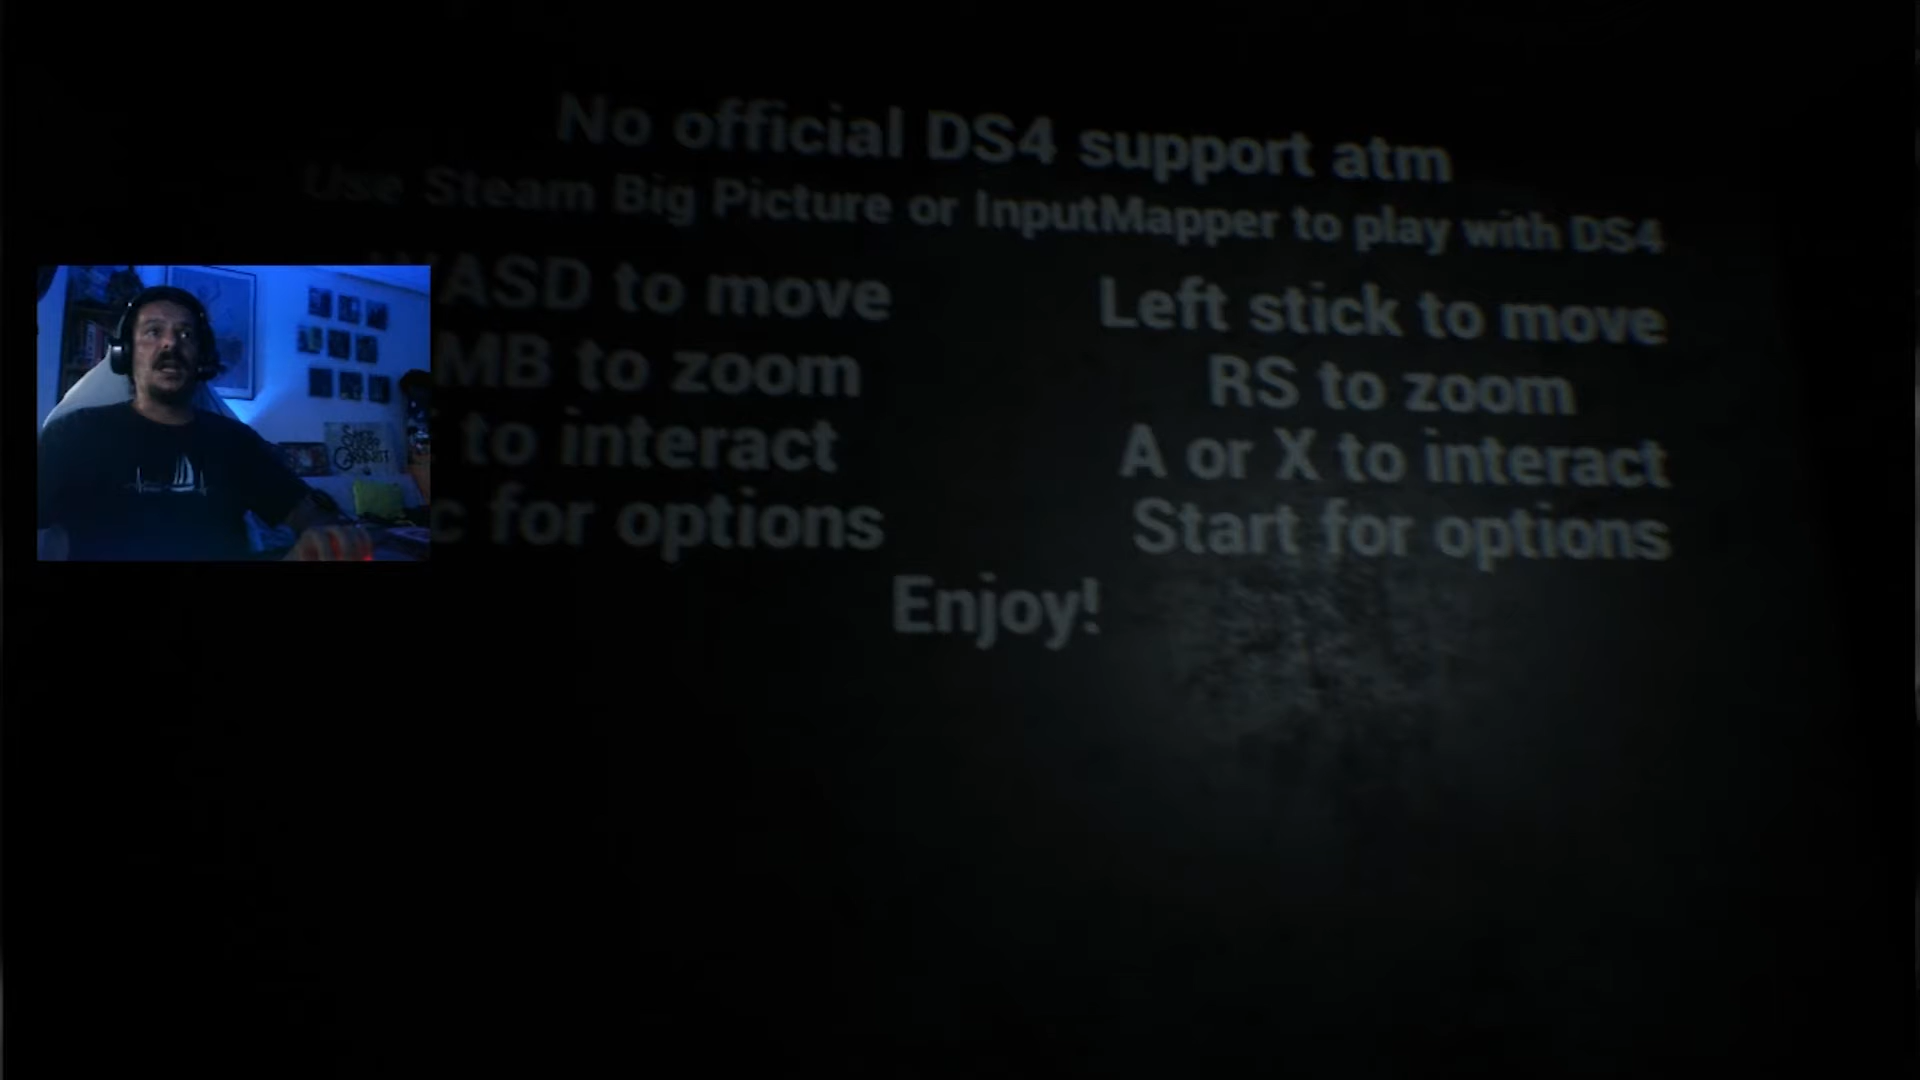 No official DS4 support atm
Use Steam Big Picture or InputMapper to play with DS4
WASD to move
Left stick to move
MB to zoom
RS to zoom
to interact
A or X to interact
c for options
Start for options
Enjoy!